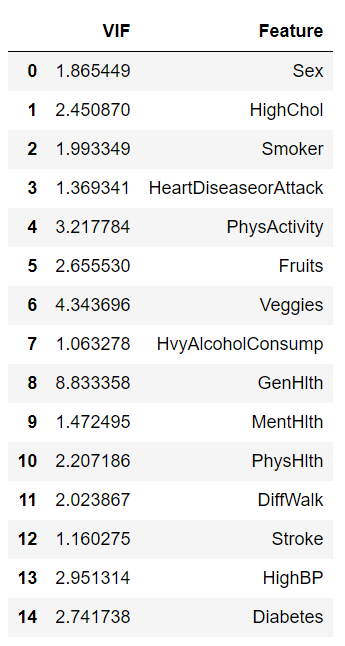 VIF Feature
0 1.865449 Sex
1 2.450870 HighChol
2 1.993349 Smoker
3 1.369341 HeartDiseaseorAttack
4 3.217784 PhysActivity
5 2.655530 Fruits
6 4.343696 Veggies
7 1.063278 HvyAlcoholConsump
8 8.833358 GenHlth
9 1.472495 MentHlth
10 2.207186 PhysHlth
11 2.023867 DiffWalk
12 1.160275 Stroke
13 2.951314 HighBP
14 2.741738 Diabetes